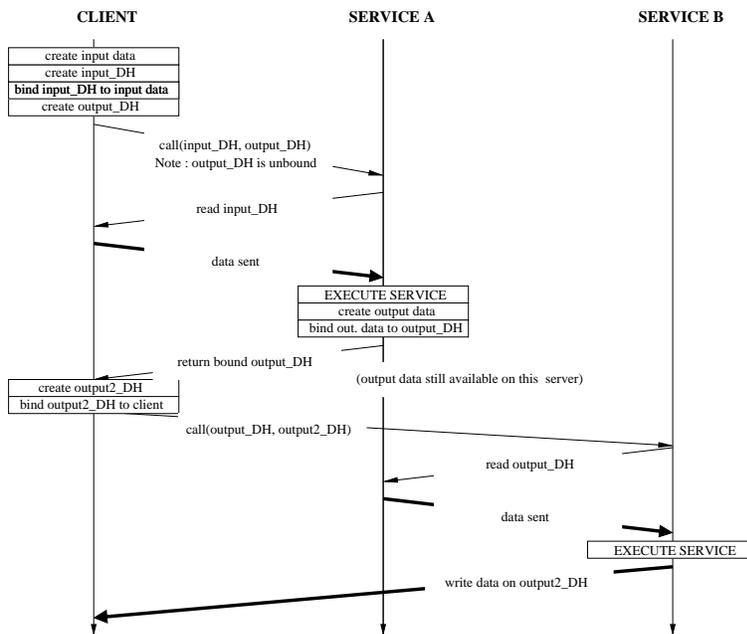 CLIENT
SERVICE A
SERVICE B
create input data
create input_DH
bind input_DH to input data
create output_DH
call(input_DH, output_DH)
Note : output_DH is unbound
read input_DH
data sent
EXECUTE SERVICE
create output data
bind out. data to output_DH
return bound output_DH
(output data still available on this server)
create output2_DH
bind output2_DH to client
call(output_DH, output2_DH)
read output_DH
data sent
EXECUTE SERVICE
write data on output2_DH